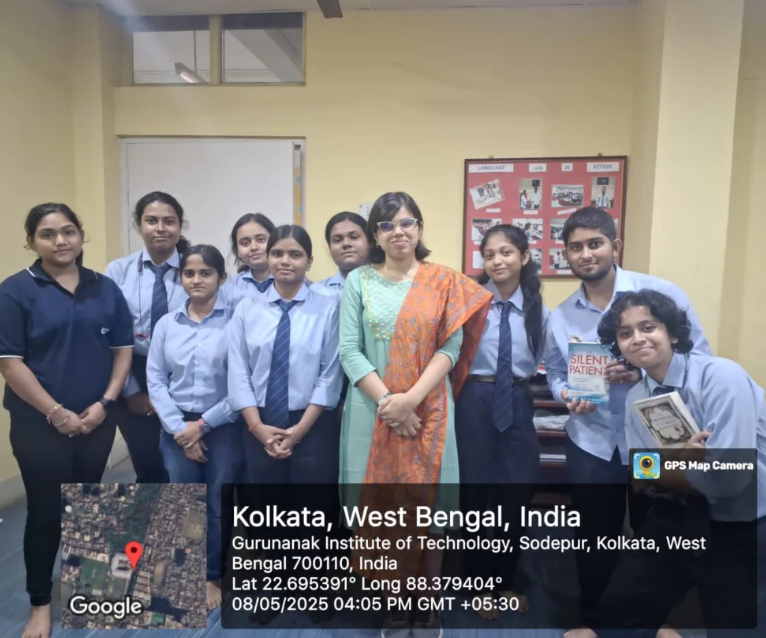 LANGUAGE LAB IN ACTION
SILENT
PATIENT
GPS Map Camera
Kolkata, West Bengal, India
Gurunanak Institute of Technology, Sodepur, Kolkata, West
Bengal 700110, India
Lat 22.695391° Long 88.379404°
08/05/2025 04:05 PM GMT +05:30
Google